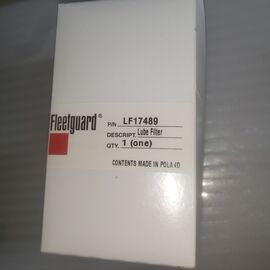 Fleetguard®
P/N LF17489
DESCRIPT. Lube Filter
QTY. 1 (one)
CONTENTS MADE IN POLAND